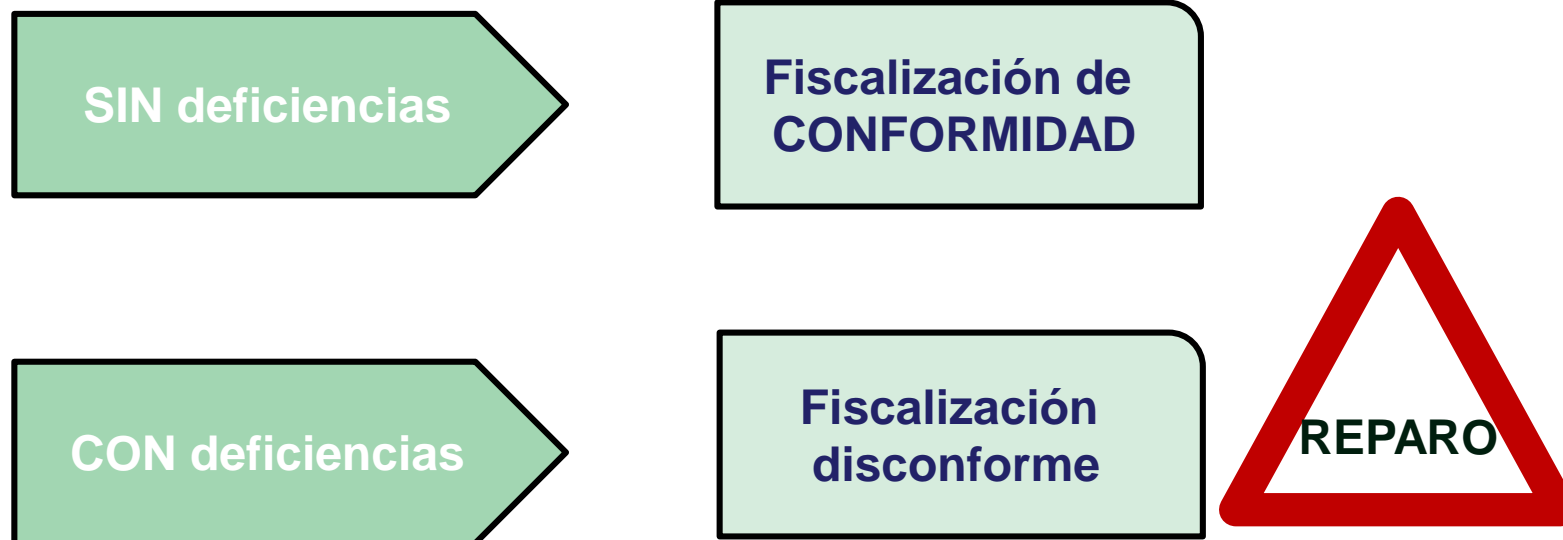 SIN deficiencias
Fiscalización de
CONFORMIDAD
CON deficiencias
Fiscalización
disconforme
REPARO